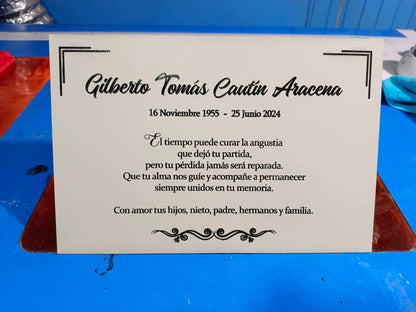 Gilberto Tomás Cautín Aracena
16 Noviembre 1955 - 25 Junio 2024
El tiempo puede curar la angustia
que dejó tu partida,
pero tu pérdida jamás será reparada.
Que tu alma nos guíe y acompañe a permanecer
siempre unidos en tu memoria.
Con amor tus hijos, nieto, padre, hermanos y familia.